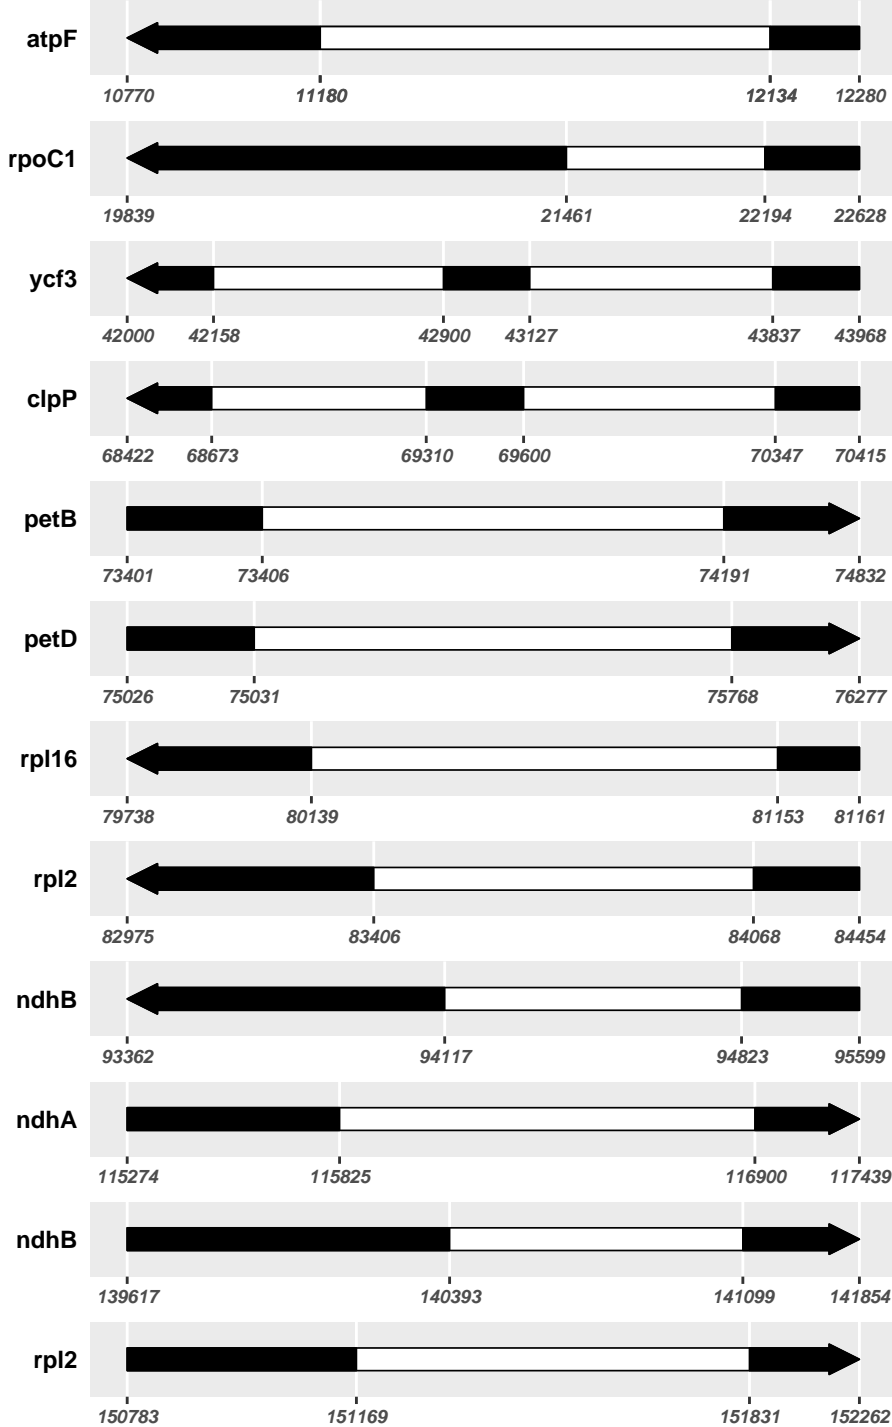 atpF
10770 11180 12134 12280
rpoC1
19839 21461 22194 22628
ycf3
42000 42158 42900 43127 43837 43968
clpP
68422 68673 69310 69600 70347 70415
petB
73401 73406 74191 74832
petD
75026 75031 75768 76277
rpl16
79738 80139 81153 81161
rpl2
82975 83406 84068 84454
ndhB
93362 94117 94823 95599
ndhA
115274 115825 116900 117439
ndhB
139617 140393 141099 141854
rpl2
150783 151169 151831 152262